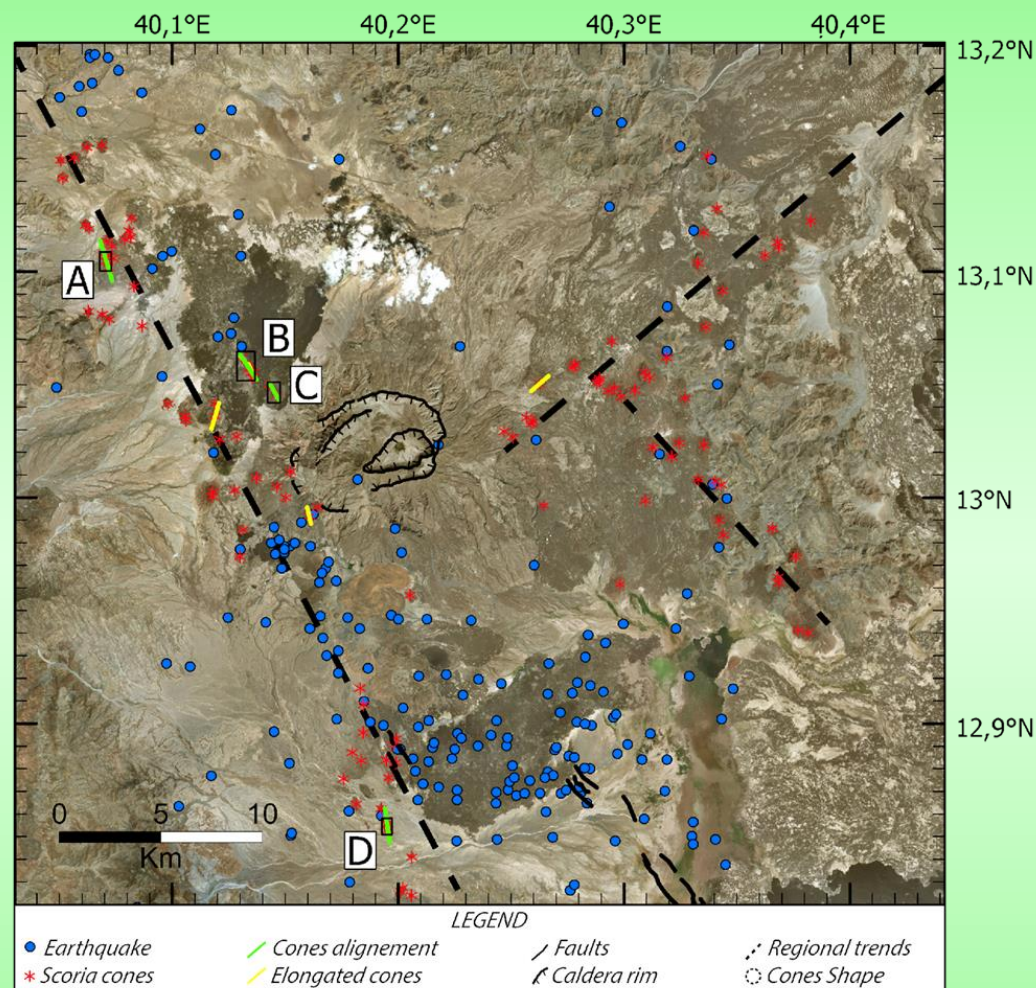 40,1°E 40,2°E 40,3°E 40,4°E
13,2°N
A
13,1°N
B
C
13°N
12,9°N
0 5 10
Km
D
LEGEND
Earthquake Cones alignement Faults Regional trends
Scoria cones Elongated cones Caldera rim Cones Shape